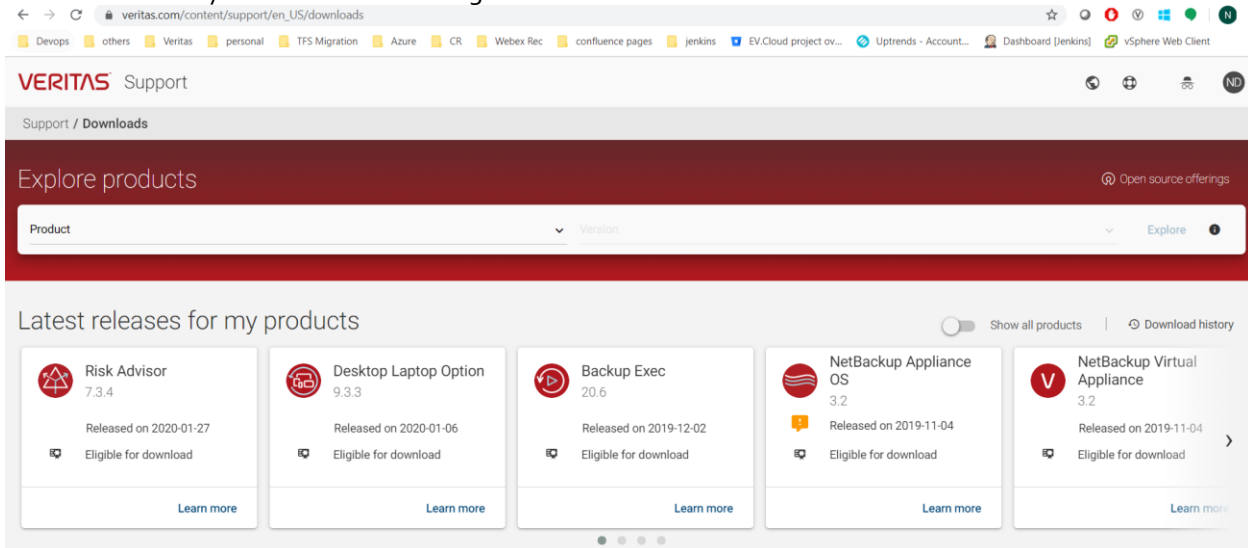 veritas.com/content/support/en_US/downloads
N
Devops others Veritas personal TFS Migration Azure CR Webex Rec confluence pages jenkins EV.Cloud project ov... Uptrends - Account... Dashboard [Jenkins] vSphere Web Client
VERITAS Support
ND
Support / Downloads
Explore products
Open source offerings
Product Version Explore
Latest releases for my products
Show all products | Download history
Risk Advisor
7.3.4
Released on 2020-01-27
Eligible for download
Learn more
Desktop Laptop Option
9.3.3
Released on 2020-01-06
Eligible for download
Learn more
Backup Exec
20.6
Released on 2019-12-02
Eligible for download
Learn more
NetBackup Appliance
OS
3.2
Released on 2019-11-04
Eligible for download
Learn more
V
NetBackup Virtual
Appliance
3.2
Released on 2019-11-04
Eligible for download
Learn more